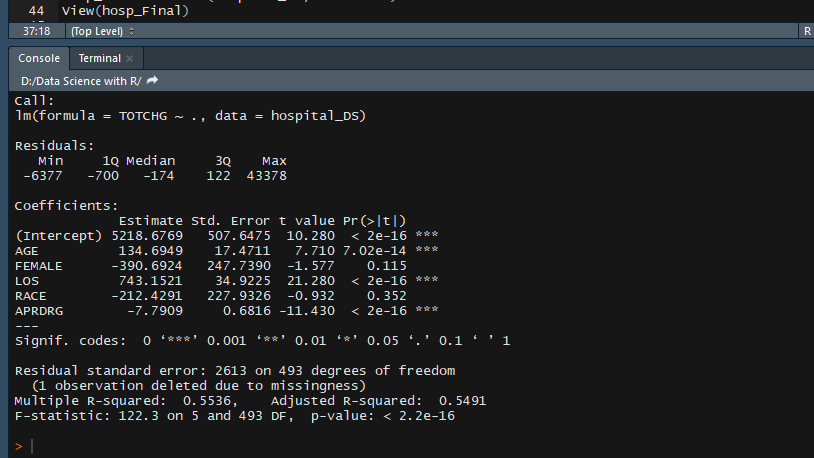 44 View(hosp_Final)
37:18 (Top Level) R
Console Terminal
D:/Data Science with R/
Call:
lm(formula = TOTCHG ~ ., data = hospital_DS)
Residuals:
Min 1Q Median 3Q Max
-6377 -700 -174 122 43378
Coefficients:
Estimate Std. Error t value Pr(>|t|)
(Intercept) 5218.6769 507.6475 10.280 < 2e-16 ***
AGE 134.6949 17.4711 7.710 7.02e-14 ***
FEMALE -390.6924 247.7390 -1.577 0.115
LOS 743.1521 34.9225 21.280 < 2e-16 ***
RACE -212.4291 227.9326 -0.932 0.352
APRDRG -7.7909 0.6816 -11.430 < 2e-16 ***
---
Signif. codes: 0 ‘***’ 0.001 ‘**’ 0.01 ‘*’ 0.05 ‘.’ 0.1 ‘ ’ 1
Residual standard error: 2613 on 493 degrees of freedom
(1 observation deleted due to missingness)
Multiple R-squared: 0.5536, Adjusted R-squared: 0.5491
F-statistic: 122.3 on 5 and 493 DF, p-value: < 2.2e-16
>